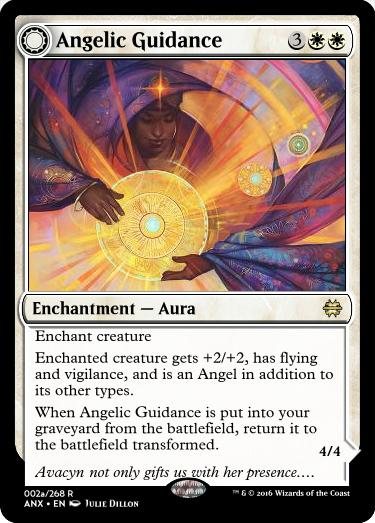 Angelic Guidance 3
Enchantment — Aura
Enchant creature
Enchanted creature gets +2/+2, has flying
and vigilance, and is an Angel in addition to
its other types.
When Angelic Guidance is put into your
graveyard from the battlefield, return it to
the battlefield transformed.
4/4
Avacyn not only gifts us with her presence….
002a/268 R
™ & © 2016 Wizards of the Coast
ANX • EN JULIE DILLON